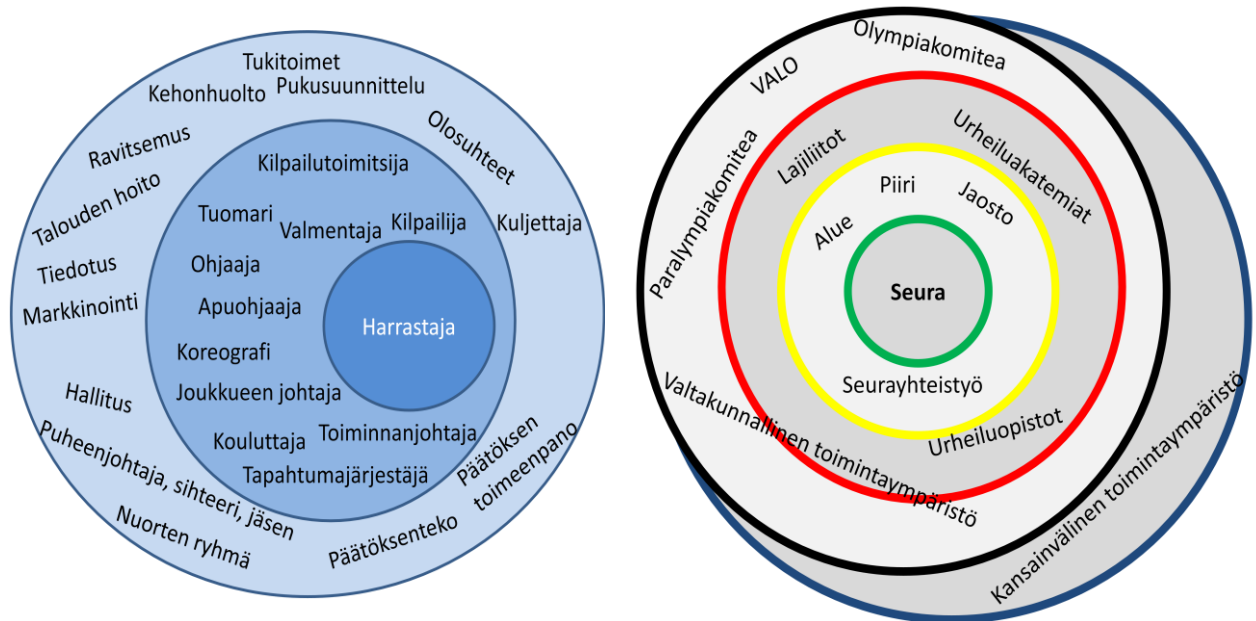 Tukitoimet
Pukusuunnittelu
Kehonhuolto
Olosuhteet
Ravitsemus
Kilpailutoimitsija
Talouden hoito
Tuomari
Valmentaja
Kilpailija
Kuljettaja
Tiedotus
Ohjaaja
Markkinointi
Apuohjaaja
Harrastaja
Koreografi
Joukkueen johtaja
Hallitus
Kouluttaja
Toiminnanjohtaja
Tapahtumajärjestäjä
Puheenjohtaja, sihteeri, jäsen
Nuorten ryhmä
Päätöksenteko
Päätöksen
toimeenpano
Olympiakomitea
VALO
Paralympiakomitea
Lajiliitot
Urheiluakatemiat
Piiri
Jaosto
Alue
Seura
Seurayhteistyö
Urheiluopistot
Valtakunnallinen toimintaympäristö
Kansainvälinen toimintaympäristö